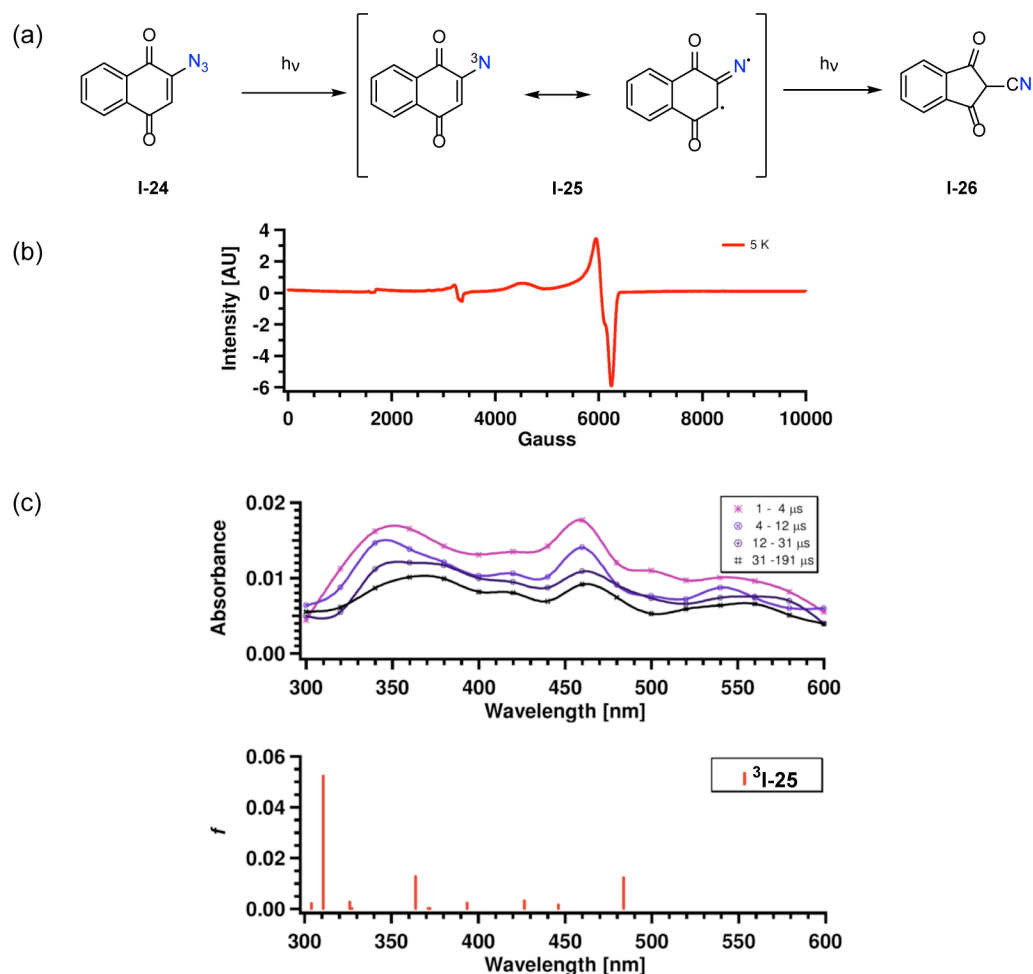 (a)
O
N3
O
I-24
hν
O
3N
O
O
N•
O
I-25
hν
O
CN
O
I-26
(b)
Intensity [AU]
4
2
0
-2
-4
-6
5 K
0 2000 4000 6000 8000 10000
Gauss
(c)
Absorbance
0.02
0.01
0.00
1 - 4 μs
4 - 12 μs
12 - 31 μs
31 -191 μs
300 350 400 450 500 550 600
Wavelength [nm]
f
0.06
0.04
0.02
0.00
3I-25
300 350 400 450 500 550 600
Wavelength [nm]